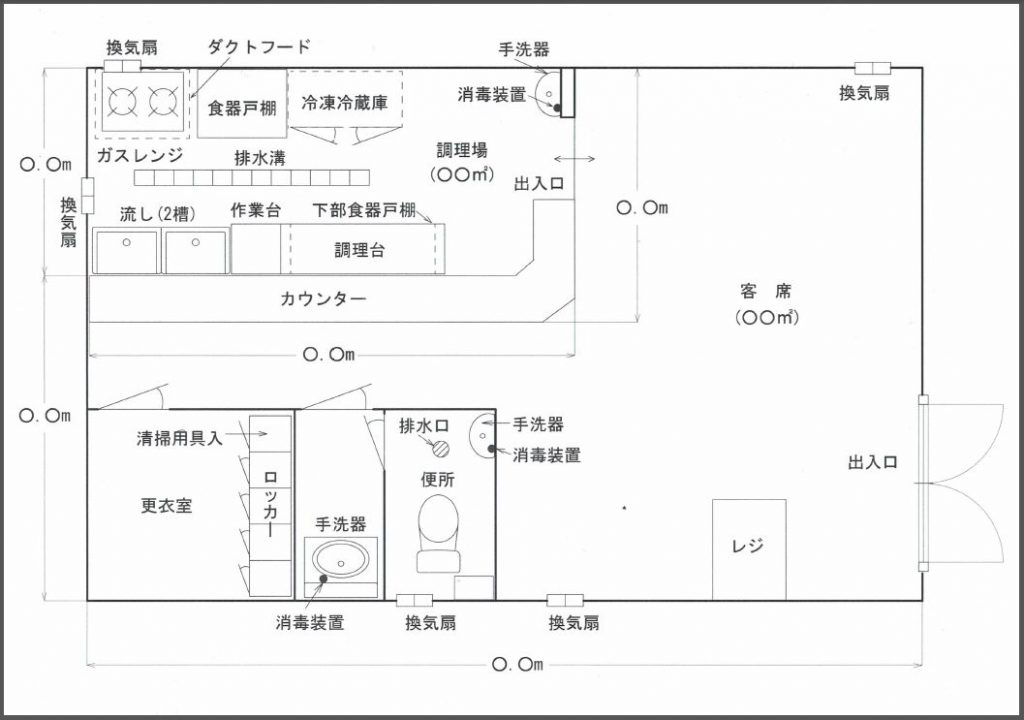 換気扇
ダクトフード
手洗器
消毒装置
換気扇
食器戸棚
冷凍冷蔵庫
ガスレンジ
排水溝
調理場
(〇〇㎡)
〇.〇m
出入口
〇.〇m
換気扇
流し(2槽)
作業台
下部食器戸棚
調理台
カウンター
客 席
(〇〇㎡)
〇.〇m
〇.〇m
清掃用具入
排水口
手洗器
消毒装置
便所
出入口
更衣室
ロッカー
手洗器
レジ
消毒装置
換気扇
換気扇
〇.〇m